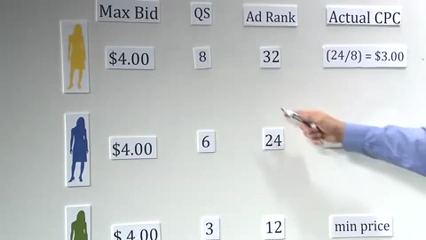 Max Bid QS Ad Rank Actual CPC
$4.00 8 32 (24/8) = $3.00
$4.00 6 24
$4.00 3 12 min price